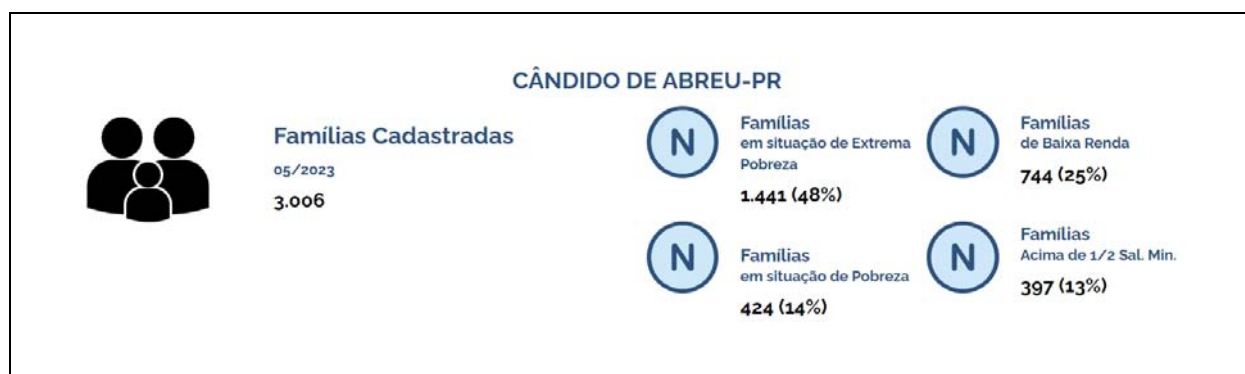 CÂNDIDO DE ABREU-PR
Famílias Cadastradas
05/2023
3.006
N
Famílias
em situação de Extrema
Pobreza
1.441 (48%)
N
Famílias
de Baixa Renda
744 (25%)
N
Famílias
em situação de Pobreza
424 (14%)
N
Famílias
Acima de 1/2 Sal. Min.
397 (13%)